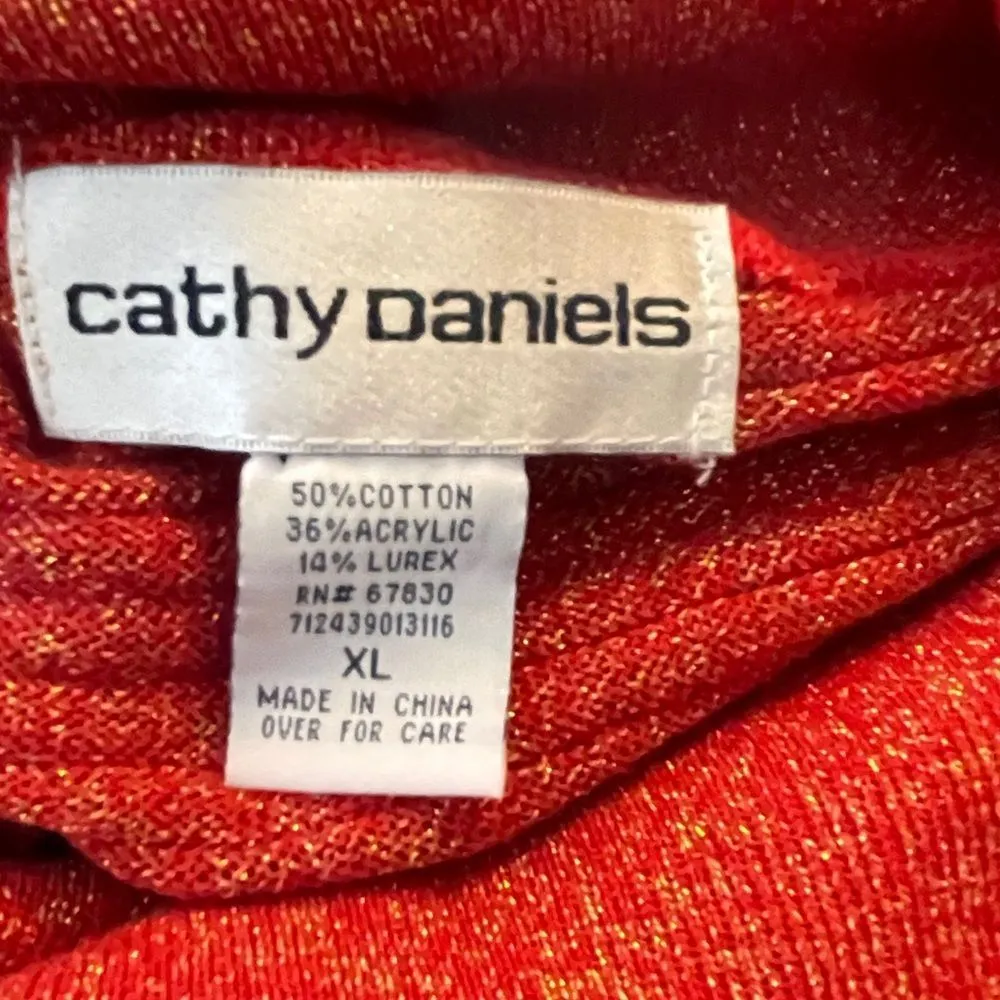 cathy Daniels
50%COTTON
36%ACRYLIC
14% LUREX
RN# 67830
712439013116
XL
MADE IN CHINA
OVER FOR CARE